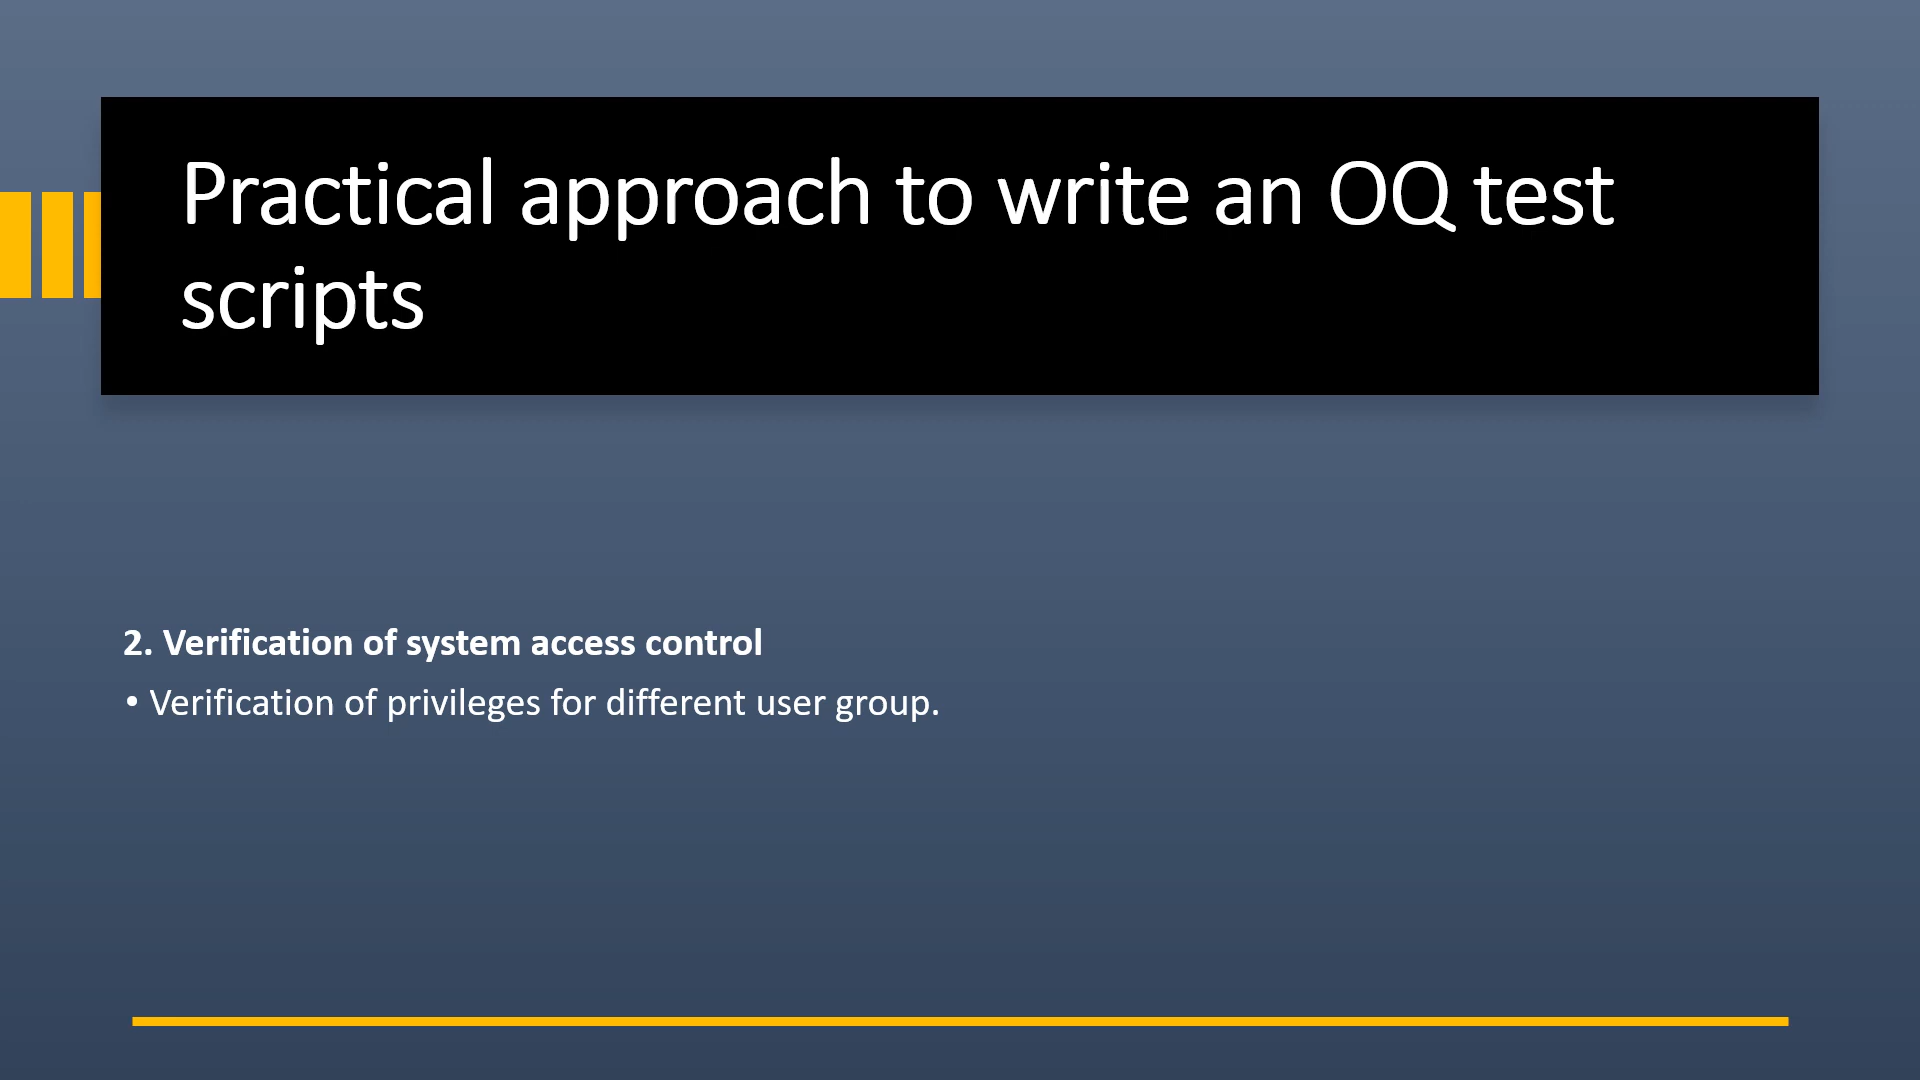 Practical approach to write an OQ test
scripts
2. Verification of system access control
• Verification of privileges for different user group.